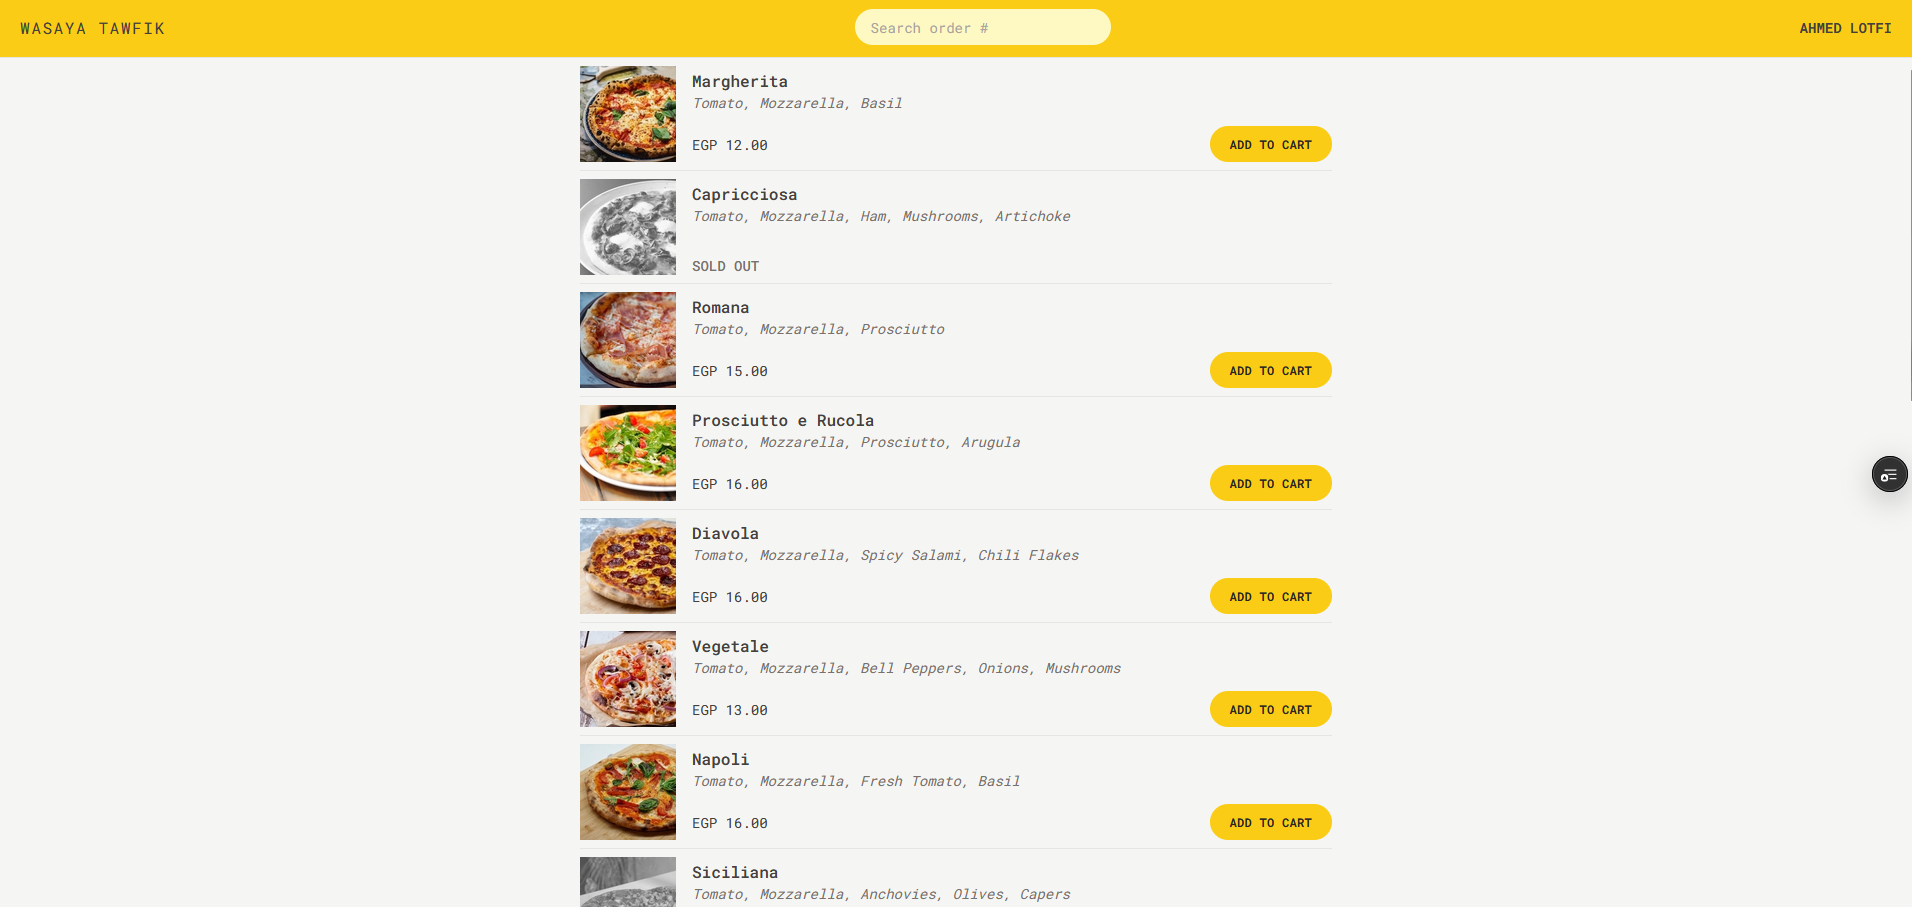 WASAYA TAWFIK
Search order #
AHMED LOTFI
Margherita
Tomato, Mozzarella, Basil
EGP 12.00
ADD TO CART
Capricciosa
Tomato, Mozzarella, Ham, Mushrooms, Artichoke
SOLD OUT
Romana
Tomato, Mozzarella, Prosciutto
EGP 15.00
ADD TO CART
Prosciutto e Rucola
Tomato, Mozzarella, Prosciutto, Arugula
EGP 16.00
ADD TO CART
Diavola
Tomato, Mozzarella, Spicy Salami, Chili Flakes
EGP 16.00
ADD TO CART
Vegetale
Tomato, Mozzarella, Bell Peppers, Onions, Mushrooms
EGP 13.00
ADD TO CART
Napoli
Tomato, Mozzarella, Fresh Tomato, Basil
EGP 16.00
ADD TO CART
Siciliana
Tomato, Mozzarella, Anchovies, Olives, Capers